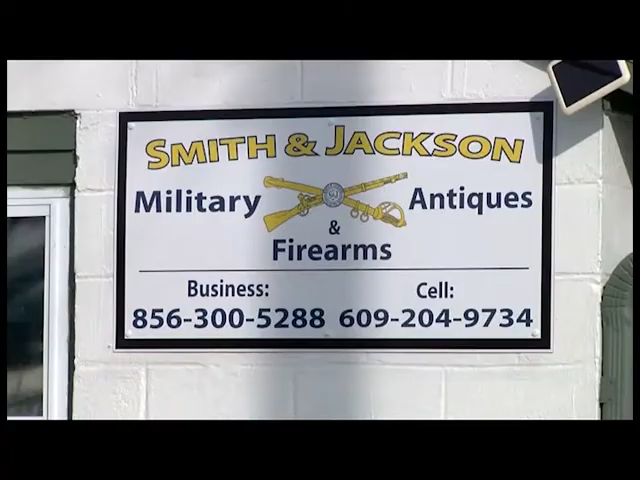 SMITH & JACKSON
Military Antiques
&
Firearms
Business: Cell:
856-300-5288 609-204-9734